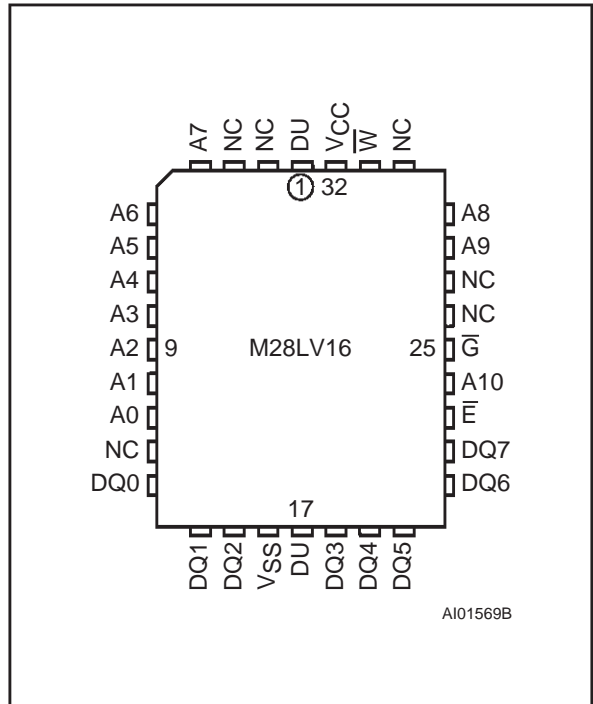 A7 NC NC DU VCC W̅ NC
1 32
A6 A8
A5 A9
A4 NC
A3 NC
A2 9 M28LV16 25 G̅
A1 A10
A0 E̅
NC DQ7
DQ0 DQ6
17
DQ1 DQ2 VSS DU DQ3 DQ4 DQ5
AI01569B